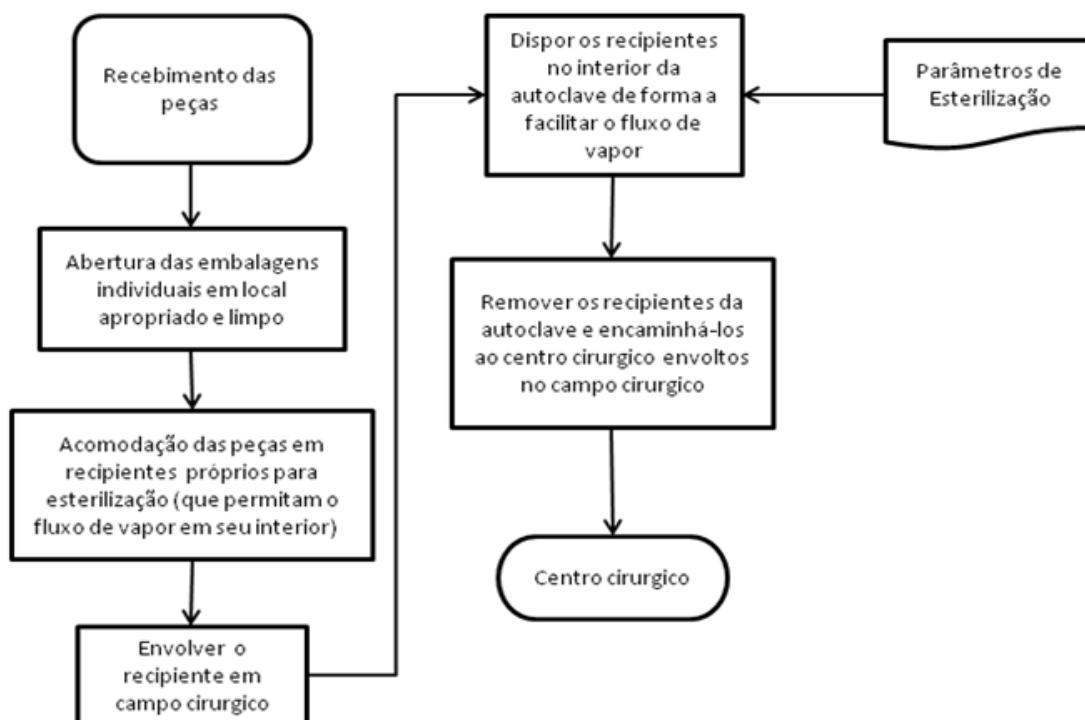 Recebimento das
peças
Abertura das embalagens
individuais em local
apropriado e limpo
Acomodação das peças em
recipientes próprios para
esterilização (que permitam o
fluxo de vapor em seu interior)
Envolver o
recipiente em
campo cirurgico
Dispor os recipientes
no interior da
autoclave de forma a
facilitar o fluxo de
vapor
Parâmetros de
Esterilização
Remover os recipientes da
autoclave e encaminhá-los
ao centro cirurgico envoltos
no campo cirurgico
Centro cirurgico